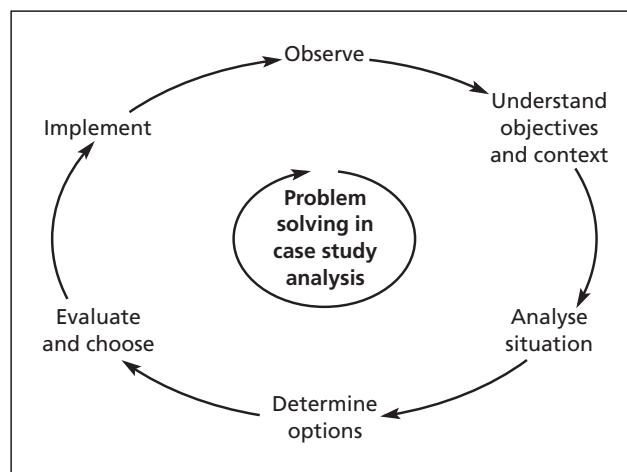 Observe
Understand
objectives
and context
Analyse
situation
Determine
options
Evaluate
and choose
Implement
Problem
solving in
case study
analysis